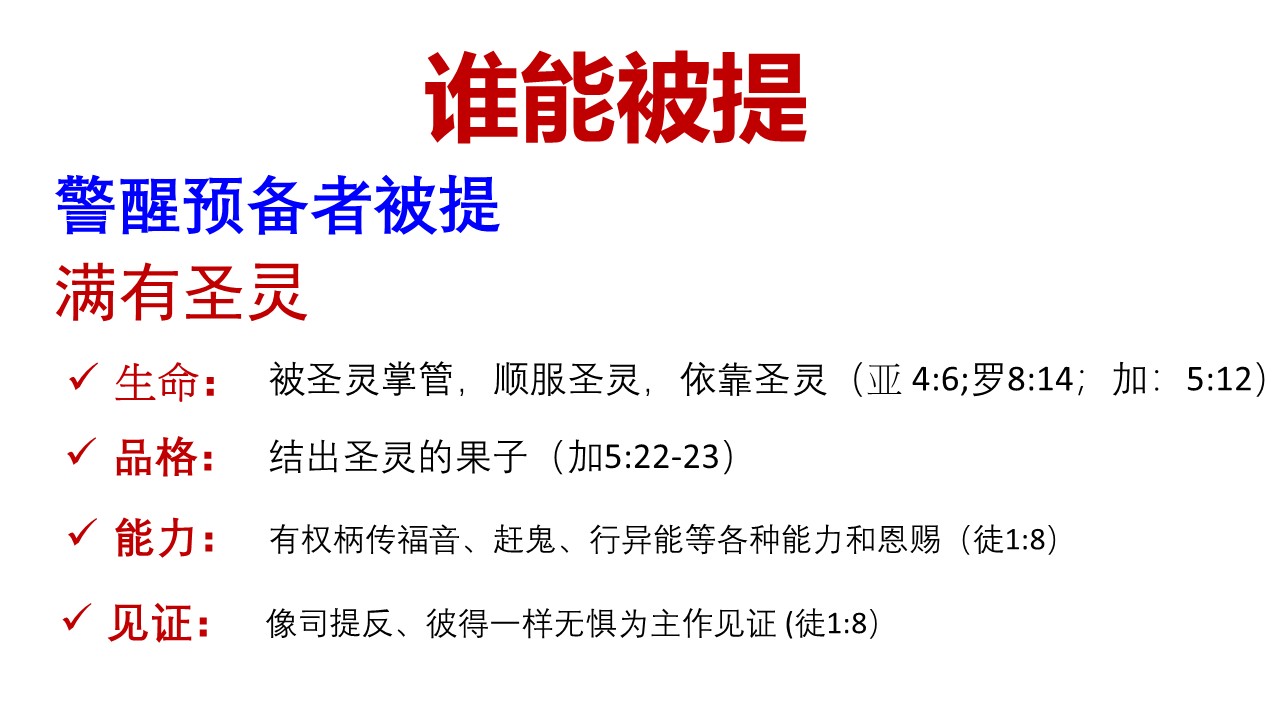 谁能被提
警醒预备者被提
满有圣灵
✓ 生命： 被圣灵掌管，顺服圣灵，依靠圣灵（亚 4:6;罗8:14；加：5:12）
✓ 品格： 结出圣灵的果子（加5:22-23）
✓ 能力： 有权柄传福音、赶鬼、行异能等各种能力和恩赐（徒1:8）
✓ 见证： 像司提反、彼得一样无惧为主作见证 (徒1:8）